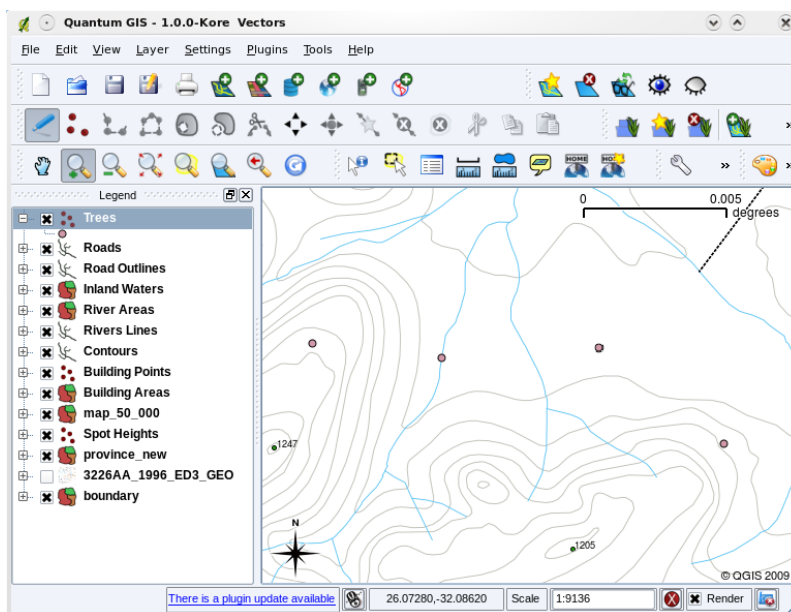 Quantum GIS - 1.0.0-Kore Vectors
File Edit View Layer Settings Plugins Tools Help
HOME
Legend
Trees
Roads
Road Outlines
Inland Waters
River Areas
Rivers Lines
Contours
Building Points
Building Areas
map_50_000
Spot Heights
province_new
3226AA_1996_ED3_GEO
boundary
0 0.005
degrees
1247
1205
N
© QGIS 2009
There is a plugin update available 26.07280,-32.08620 Scale 1:9136 Render